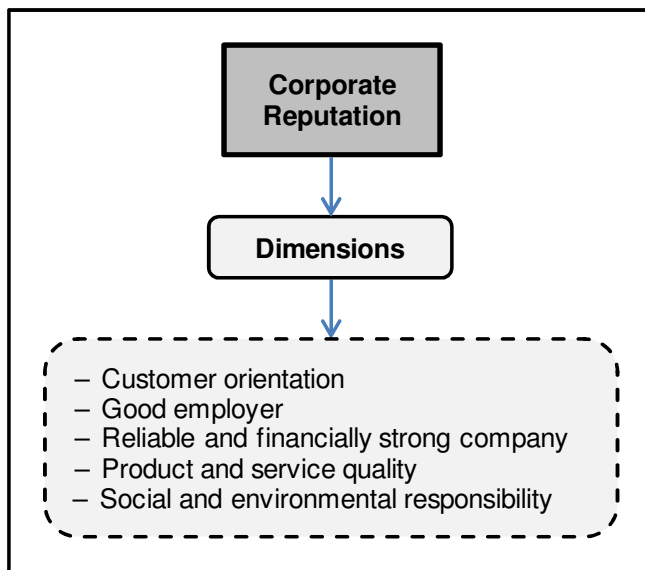 Corporate
Reputation
Dimensions
– Customer orientation
– Good employer
– Reliable and financially strong company
– Product and service quality
– Social and environmental responsibility